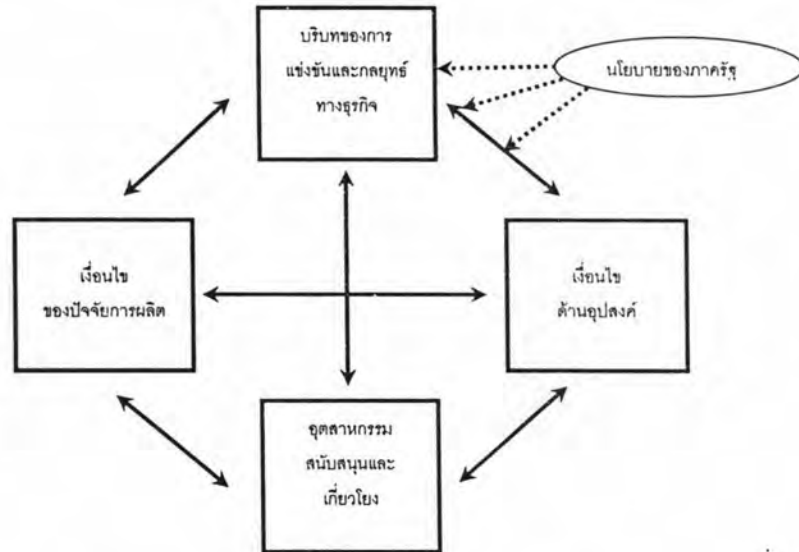 บริบทของการ
แข่งขันและกลยุทธ์
ทางธุรกิจ
นโยบายของภาครัฐ
เงื่อนไข
ของปัจจัยการผลิต
เงื่อนไข
ด้านอุปสงค์
อุตสาหกรรม
สนับสนุนและ
เกี่ยวโยง